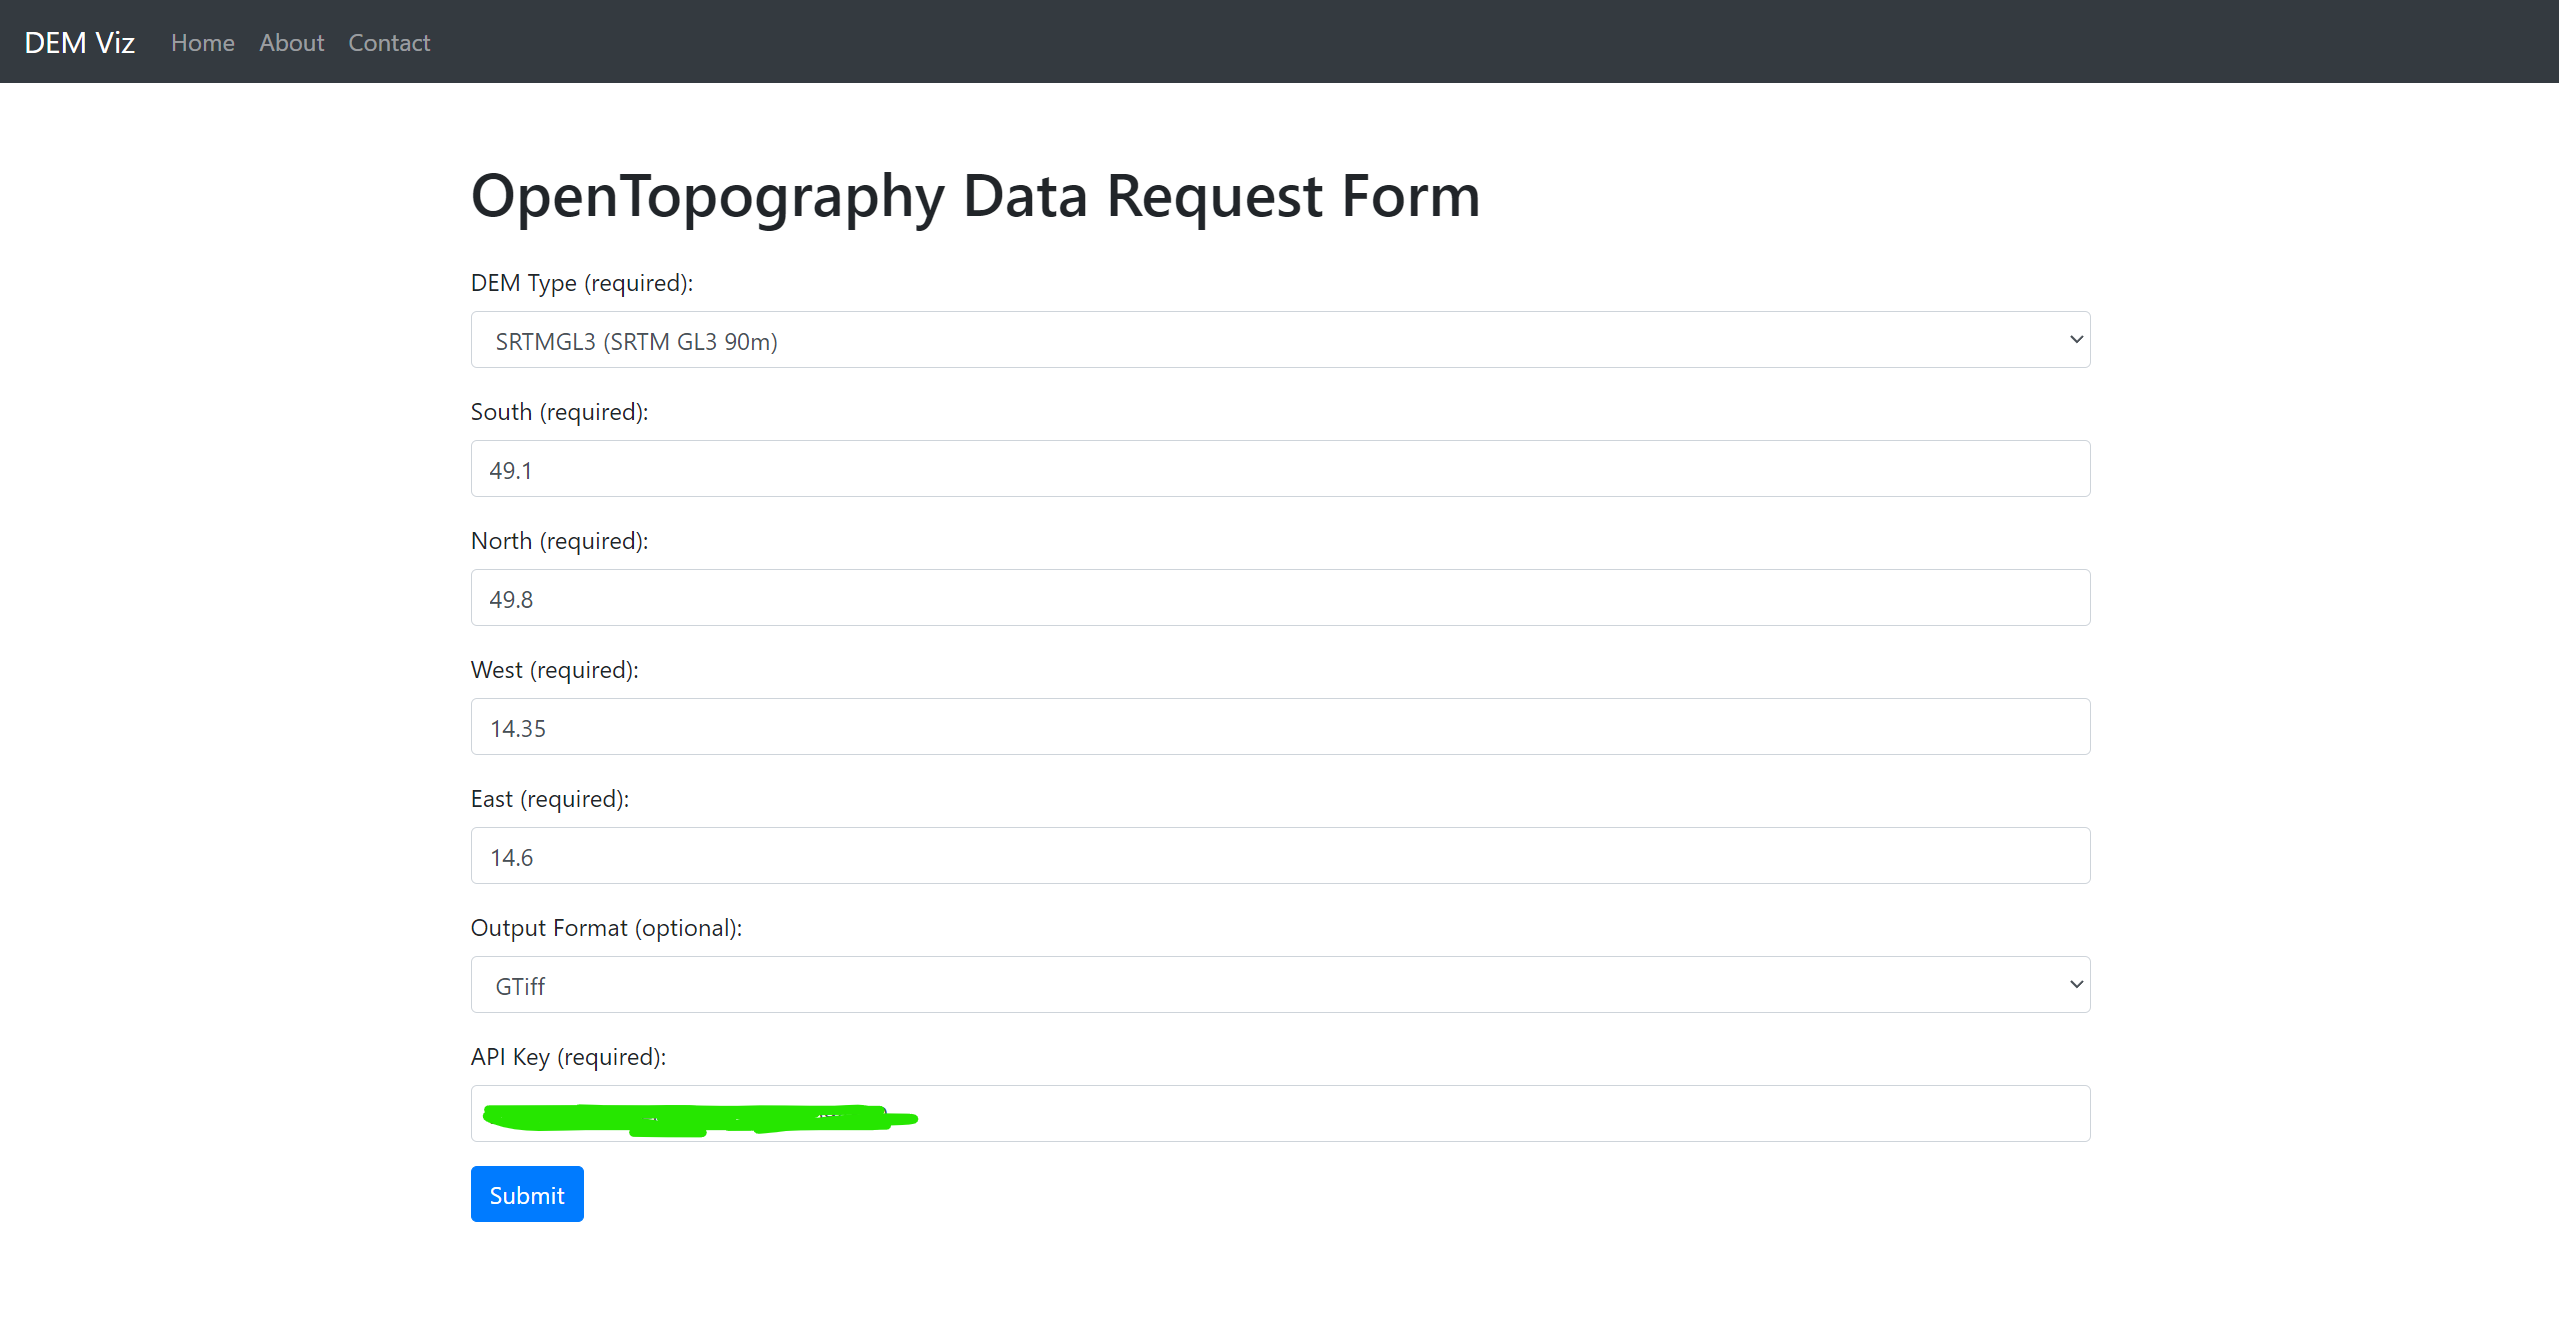 DEM Viz Home About Contact
OpenTopography Data Request Form
DEM Type (required):
SRTMGL3 (SRTM GL3 90m)
South (required):
49.1
North (required):
49.8
West (required):
14.35
East (required):
14.6
Output Format (optional):
GTiff
API Key (required):
Submit